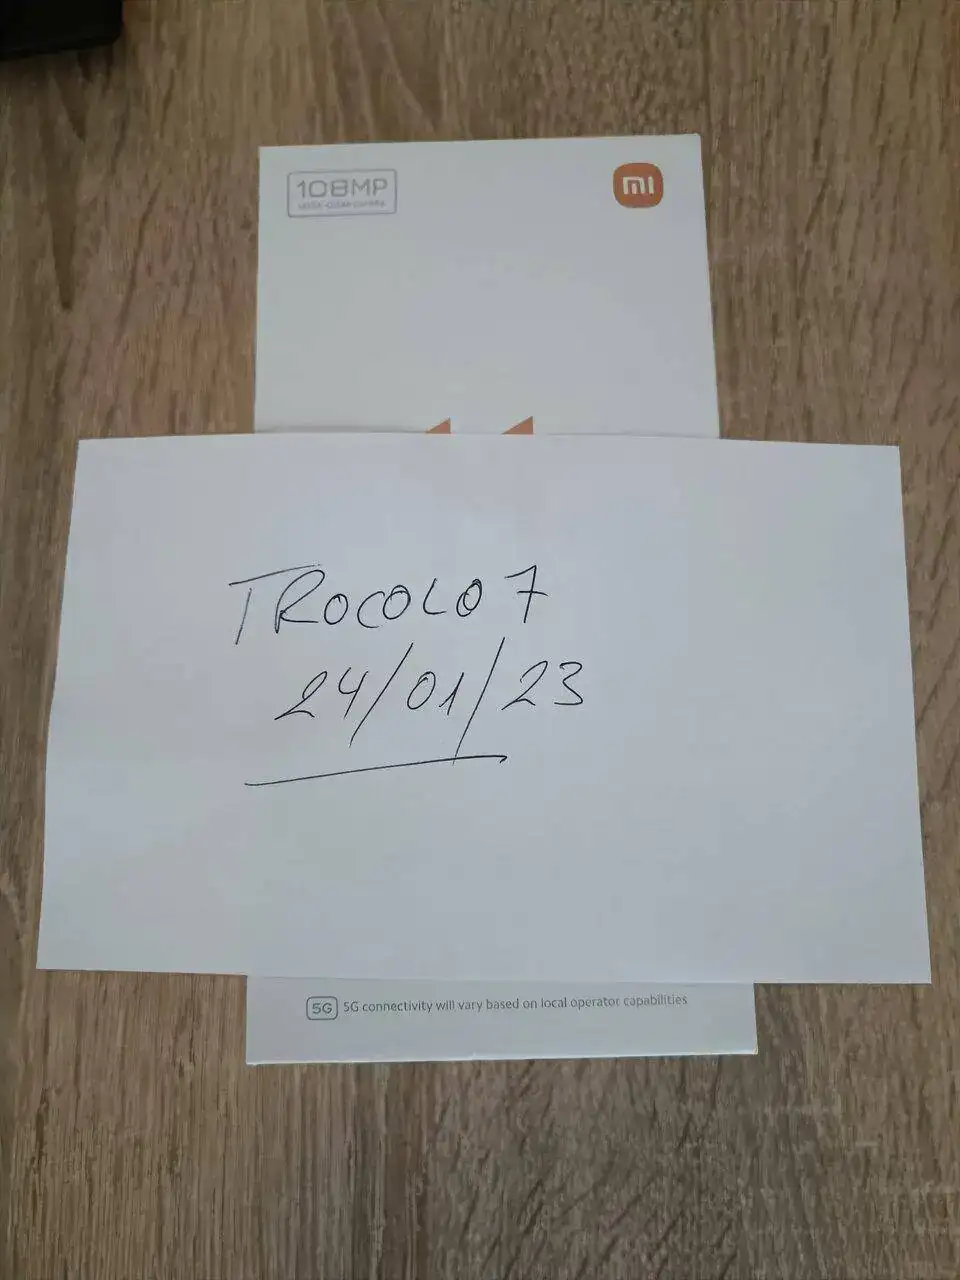 108MP
mi
TROCOLO7
24/01/23
5G 5G connectivity will vary based on local operator capabilities